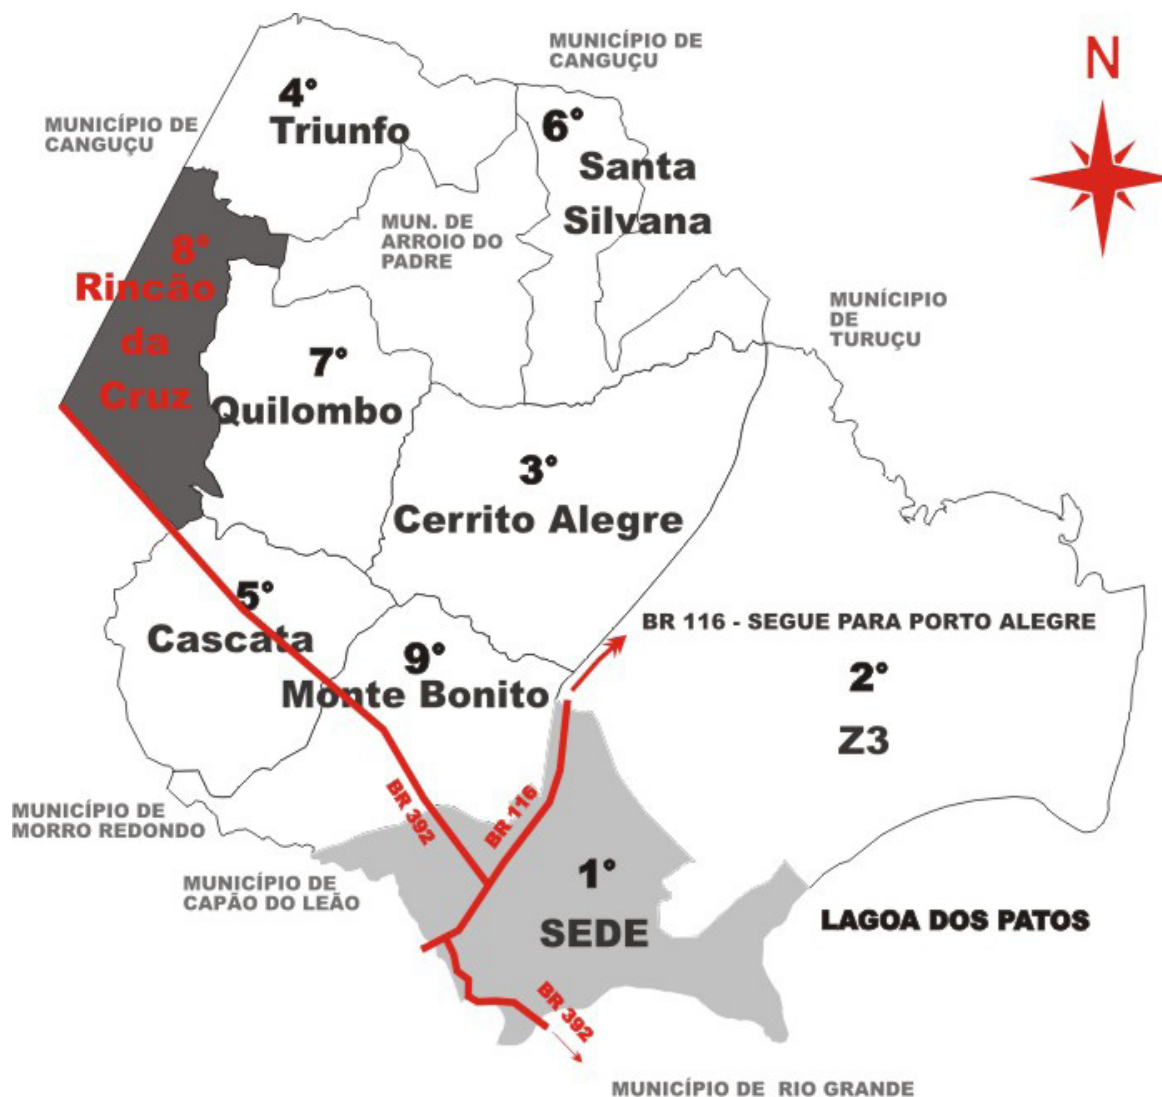 MUNICÍPIO DE
CANGUÇU
N
4°
Triunfo
6°
Santa
Silvana
MUNICÍPIO DE
CANGUÇU
MUN. DE
ARROIO DO
PADRE
8°
Rincão
da
Cruz
MUNÍCIPIO
DE
TURUÇU
7°
Quilombo
3°
Cerrito Alegre
5°
Cascata
9°
Monte Bonito
BR 116 - SEGUE PARA PORTO ALEGRE
2°
Z3
BR 392
BR 116
MUNICÍPIO DE
MORRO REDONDO
MUNICÍPIO DE
CAPÃO DO LEÃO
1°
SEDE
LAGOA DOS PATOS
BR 392
MUNICÍPIO DE RIO GRANDE